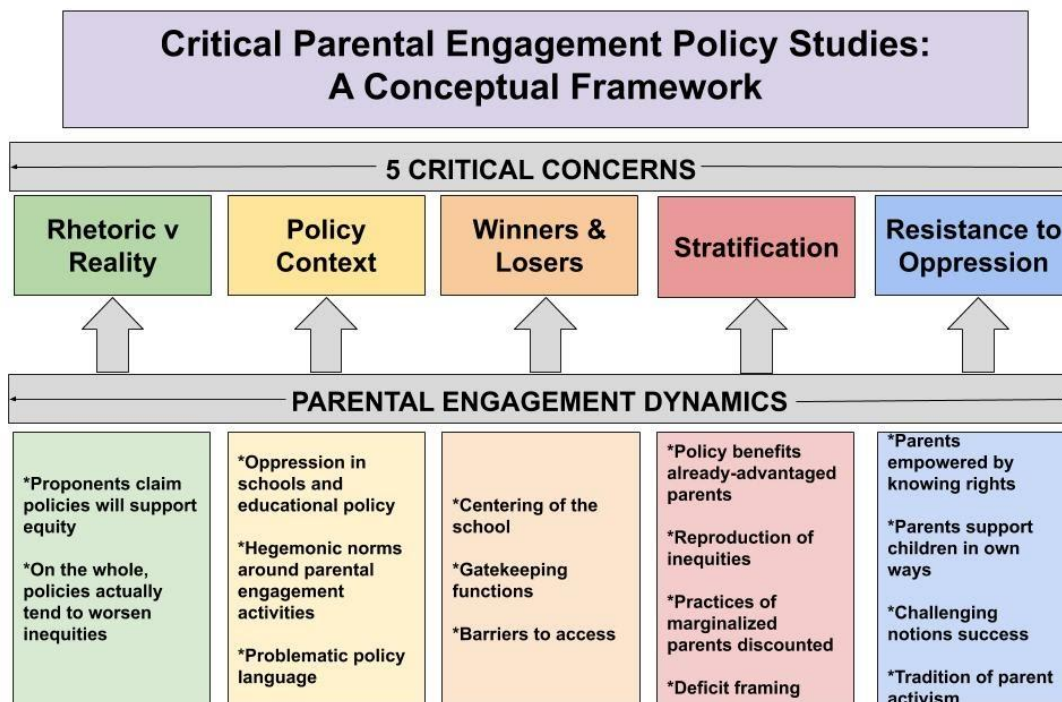 Critical Parental Engagement Policy Studies:
A Conceptual Framework
5 CRITICAL CONCERNS
Rhetoric v
Reality
Policy
Context
Winners &
Losers
Stratification
Resistance to
Oppression
PARENTAL ENGAGEMENT DYNAMICS
*Proponents claim
policies will support
equity
*On the whole,
policies actually
tend to worsen
inequities
*Oppression in
schools and
educational policy
*Hegemonic norms
around parental
engagement
activities
*Problematic policy
language
*Centering of the
school
*Gatekeeping
functions
*Barriers to access
*Policy benefits
already-advantaged
parents
*Reproduction of
inequities
*Practices of
marginalized
parents discounted
*Deficit framing
*Parents
empowered by
knowing rights
*Parents support
children in own
ways
*Challenging
notions success
*Tradition of parent
activism